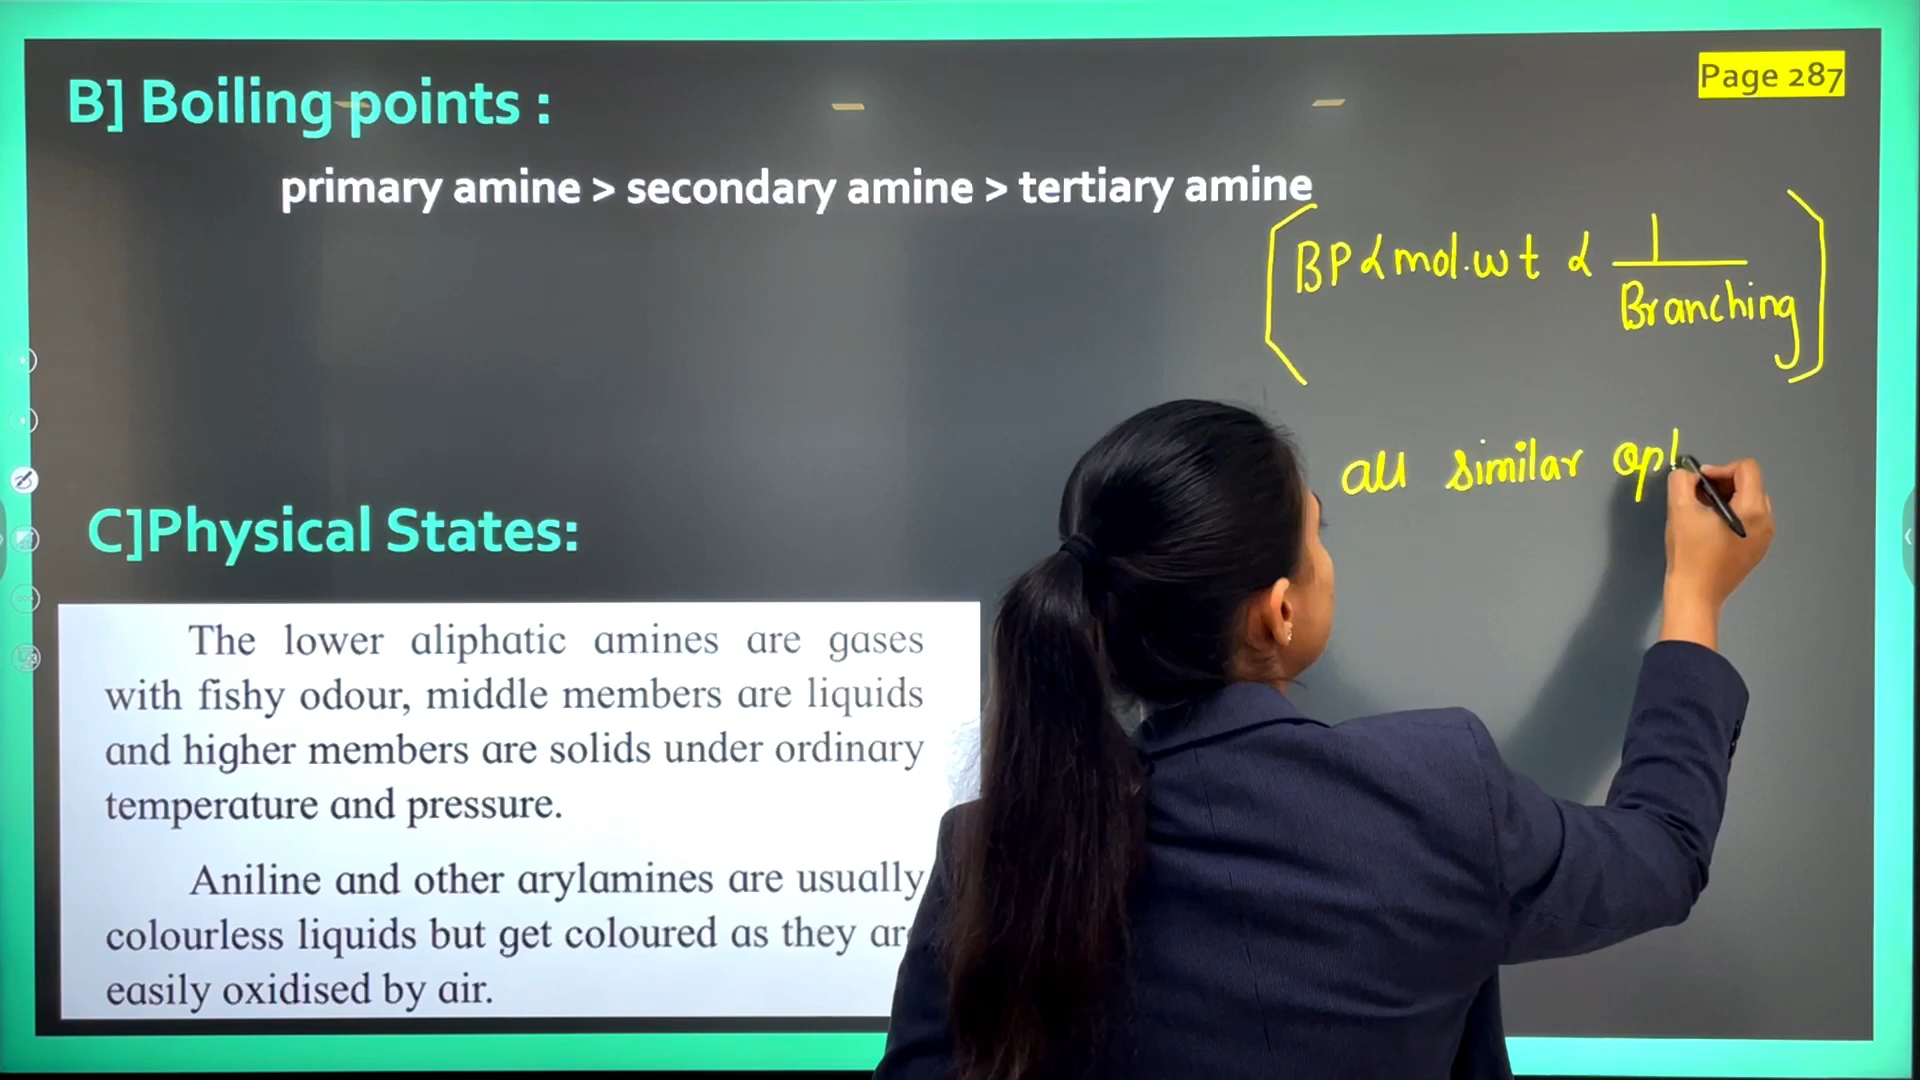 B] Boiling points :
Page 287
primary amine > secondary amine > tertiary amine
BP α mol.wt α 1
Branching
all similar opt
C]Physical States:
The lower aliphatic amines are gases
with fishy odour, middle members are liquids
and higher members are solids under ordinary
temperature and pressure.
Aniline and other arylamines are usually
colourless liquids but get coloured as they are
easily oxidised by air.